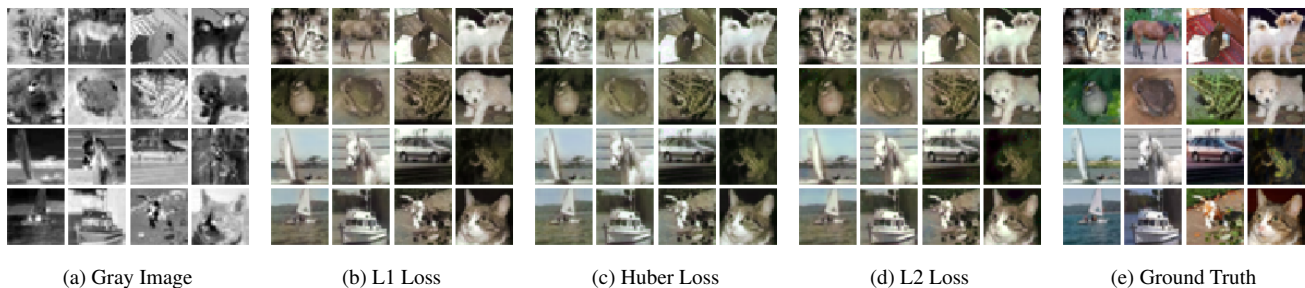 (a) Gray Image
(b) L1 Loss
(c) Huber Loss
(d) L2 Loss
(e) Ground Truth